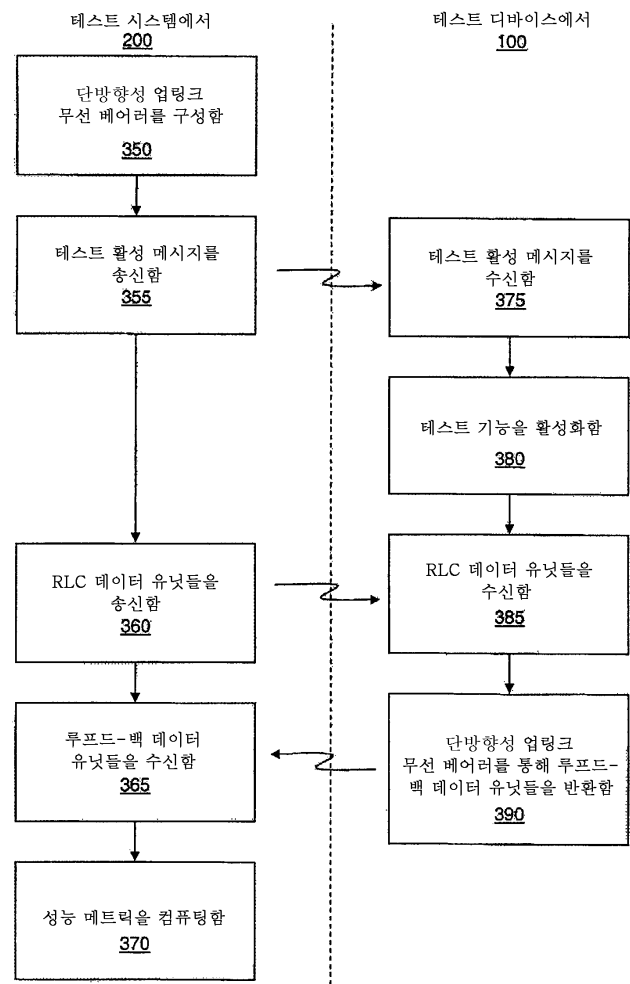 테스트 시스템에서
200
테스트 디바이스에서
100
단방향성 업링크
무선 베어러를 구성함
350
테스트 활성 메시지를
송신함
355
테스트 활성 메시지를
수신함
375
테스트 기능을 활성화함
380
RLC 데이터 유닛들을
송신함
360
RLC 데이터 유닛들을
수신함
385
루프드-백 데이터
유닛들을 수신함
365
단방향성 업링크
무선 베어러를 통해 루프드-
백 데이터 유닛들을 반환함
390
성능 메트릭을 컴퓨팅함
370